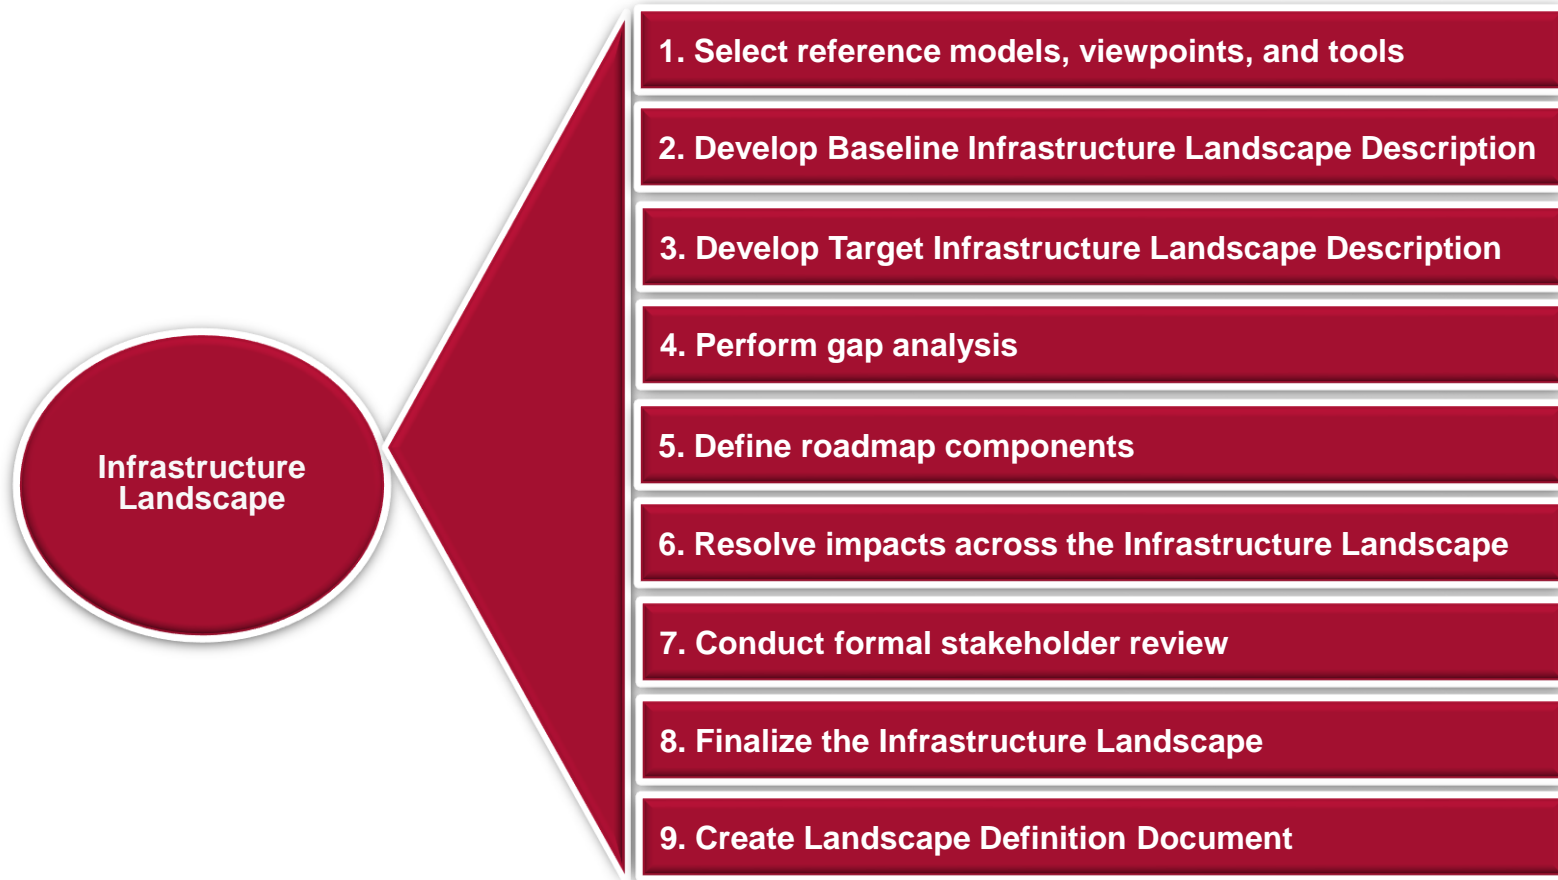 Infrastructure
Landscape
1. Select reference models, viewpoints, and tools
2. Develop Baseline Infrastructure Landscape Description
3. Develop Target Infrastructure Landscape Description
4. Perform gap analysis
5. Define roadmap components
6. Resolve impacts across the Infrastructure Landscape
7. Conduct formal stakeholder review
8. Finalize the Infrastructure Landscape
9. Create Landscape Definition Document